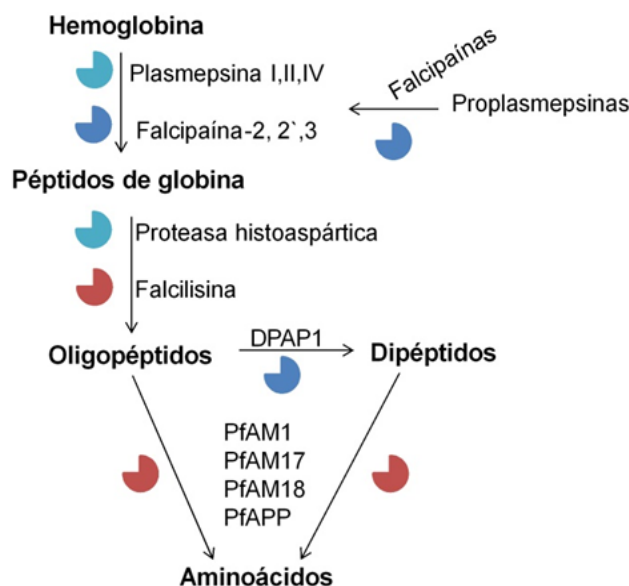 Hemoglobina
Plasmepsina I,II,IV
Falcipaína-2, 2`,3
Falcipaínas
Proplasmepsinas
Péptidos de globina
Proteasa histoaspártica
Falcilisina
Oligopéptidos
DPAP1
Dipéptidos
PfAM1
PfAM17
PfAM18
PfAPP
Aminoácidos